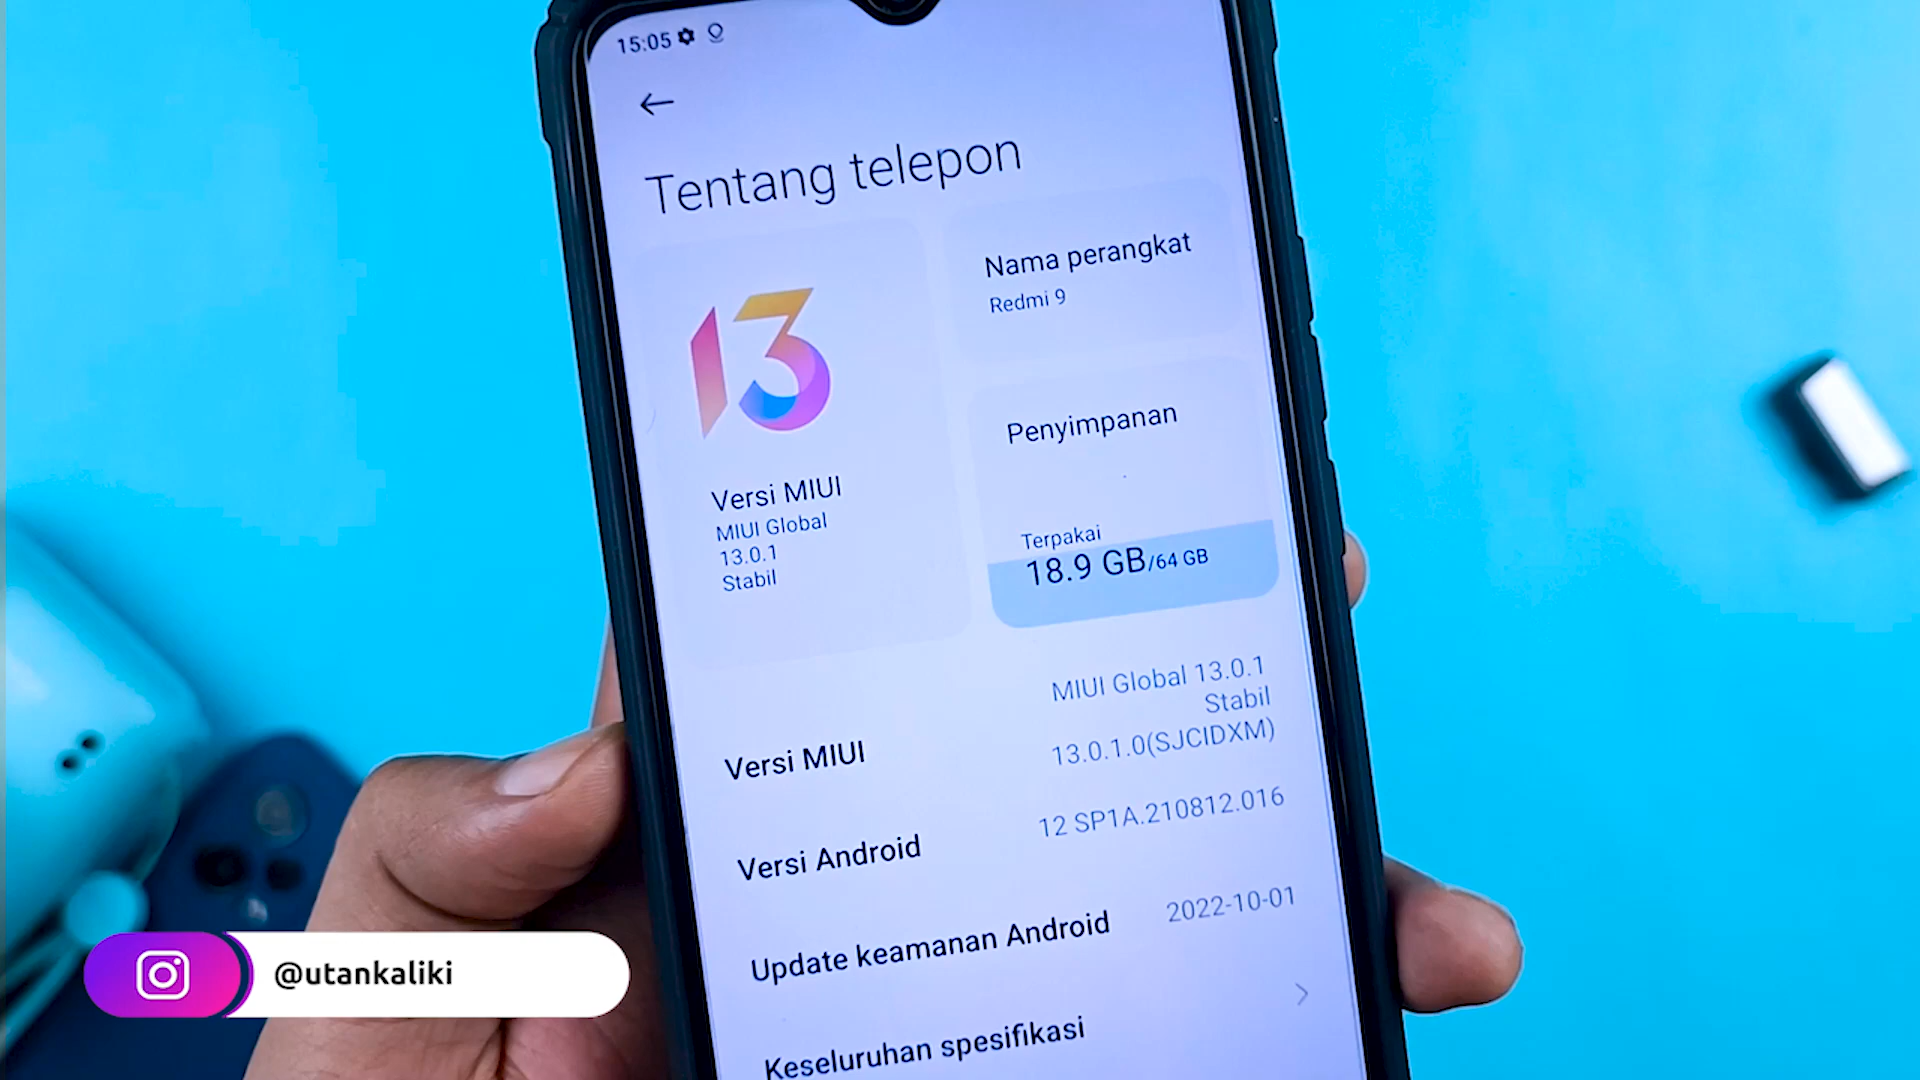 15:05
Tentang telepon
13
Versi MIUI
MIUI Global
13.0.1
Stabil
Nama perangkat
Redmi 9
Penyimpanan
Terpakai
18.9 GB/64 GB
Versi MIUI
MIUI Global 13.0.1
Stabil
13.0.1.0(SJCIDXM)
Versi Android
12 SP1A.210812.016
Update keamanan Android
2022-10-01
Keseluruhan spesifikasi
@utankaliki